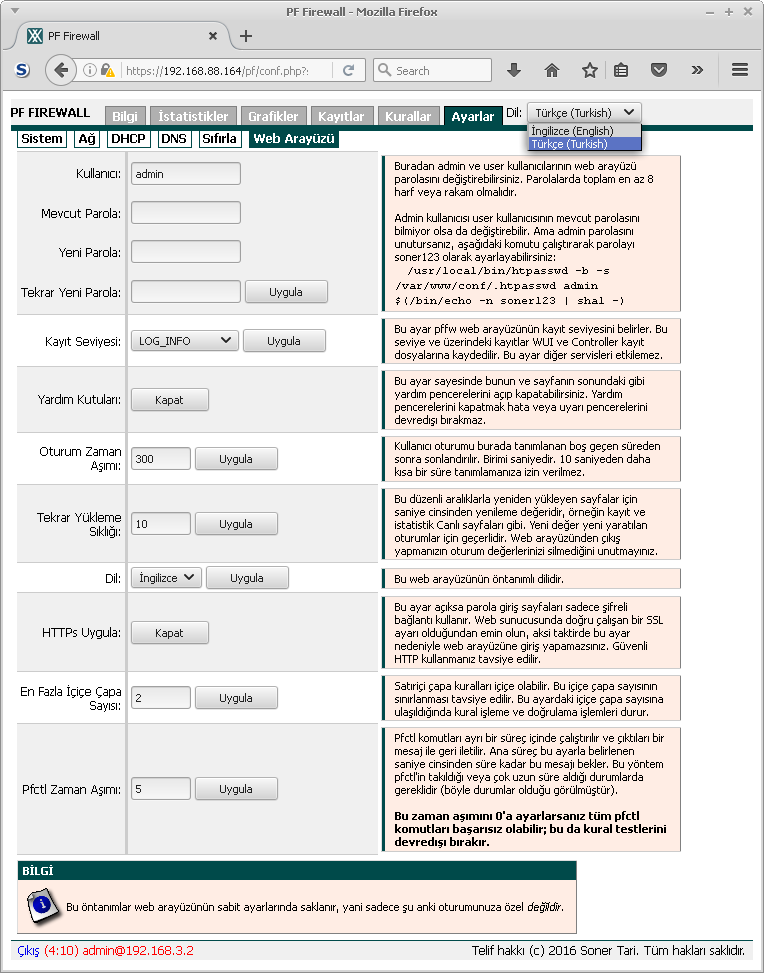 PF Firewall - Mozilla Firefox
PF Firewall
https://192.168.88.164/pf/conf.php?:
Search
PF FIREWALL
Bilgi İstatistikler Grafikler Kayıtlar Kurallar Ayarlar
Dil: Türkçe (Turkish)
İngilizce (English)
Türkçe (Turkish)
Sistem Ağ DHCP DNS Sıfırla Web Arayüzü
Kullanıcı: admin
Mevcut Parola:
Yeni Parola:
Tekrar Yeni Parola: Uygula
Buradan admin ve user kullanıcılarının web arayüzü
parolasını değiştirebilirsiniz. Parolalarda toplam en az 8
harf veya rakam olmalıdır.
Admin kullanıcısı user kullanıcısının mevcut parolasını
bilmiyor olsa da değiştirebilir. Ama admin parolasını
unutursanız, aşağıdaki komutu çalıştırarak parolayı
soner123 olarak ayarlayabilirsiniz:
/usr/local/bin/htpasswd -b -s
/var/www/conf/.htpasswd admin
$(/bin/echo -n soner123 | sha1 -)
Kayıt Seviyesi: LOG_INFO Uygula
Bu ayar pffw web arayüzünün kayıt seviyesini belirler. Bu
seviye ve üzerindeki kayıtlar WUI ve Controller kayıt
dosyalarına kaydedilir. Bu ayar diğer servisleri etkilemez.
Yardım Kutuları: Kapat
Bu ayar sayesinde bunun ve sayfanın sonundaki gibi
yardım pencerelerini açıp kapatabilirsiniz. Yardım
pencerelerini kapatmak hata veya uyarı pencerelerini
devredışı bırakmaz.
Oturum Zaman
Aşımı: 300 Uygula
Kullanıcı oturumu burada tanımlanan boş geçen süreden
sonra sonlandırılır. Birimi saniyedir. 10 saniyeden daha
kısa bir süre tanımlamanıza izin verilmez.
Tekrar Yükleme
Sıklığı: 10 Uygula
Bu düzenli aralıklarla yeniden yükleyen sayfalar için
saniye cinsinden yenileme değeridir, örneğin kayıt ve
istatistik Canlı sayfaları gibi. Yeni değer yeni yaratılan
oturumlar için geçerlidir. Web arayüzünden çıkış
yapmanızın oturum değerlerinizi silmediğini unutmayınız.
Dil: İngilizce Uygula
Bu web arayüzünün öntanımlı dilidir.
HTTPs Uygula: Kapat
Bu ayar açıksa parola giriş sayfaları sadece şifreli
bağlantı kullanır. Web sunucusunda doğru çalışan bir SSL
ayarı olduğundan emin olun, aksi taktirde bu ayar
nedeniyle web arayüzüne giriş yapamazsınız. Güvenli
HTTP kullanmanız tavsiye edilir.
En Fazla İçiçe Çapa
Sayısı: 2 Uygula
Satıriçi çapa kuralları içiçe olabilir. Bu içiçe çapa sayısının
sınırlanması tavsiye edilir. Bu ayardaki içiçe çapa sayısına
ulaşıldığında kural işleme ve doğrulama işlemleri durur.
Pfctl Zaman Aşımı: 5 Uygula
Pfctl komutları ayrı bir süreç içinde çalıştırılır ve çıktıları bir
mesaj ile geri iletilir. Ana süreç bu ayarla belirlenen
saniye cinsinden süre kadar bu mesajı bekler. Bu yöntem
pfctl'in takıldığı veya çok uzun süre aldığı durumlarda
gereklidir (böyle durumlar olduğu görülmüştür).
Bu zaman aşımını 0'a ayarlarsanız tüm pfctl
komutları başarısız olabilir; bu da kural testlerini
devredışı bırakır.
BİLGİ
Bu öntanımlar web arayüzünün sabit ayarlarında saklanır, yani sadece şu anki oturumunuza özel değildir.
Çıkış (4:10) admin@192.168.3.2
Telif hakkı (c) 2016 Soner Tari. Tüm hakları saklıdır.